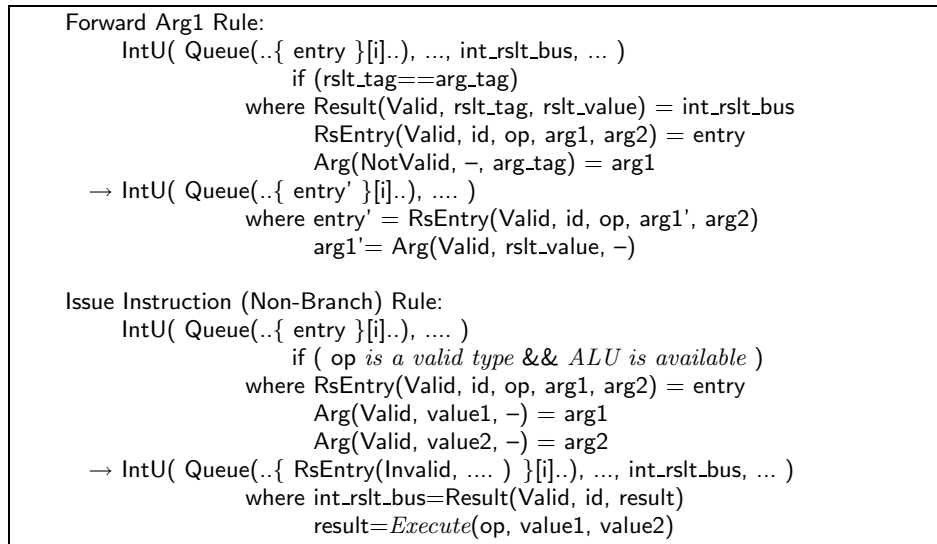 Forward Arg1 Rule:
IntU( Queue(..{ entry }[i]..), ..., int_rslt_bus, ... )
if (rslt_tag==arg_tag)
where Result(Valid, rslt_tag, rslt_value) = int_rslt_bus
RsEntry(Valid, id, op, arg1, arg2) = entry
Arg(NotValid, –, arg_tag) = arg1
→ IntU( Queue(..{ entry' }[i]..), .... )
where entry' = RsEntry(Valid, id, op, arg1', arg2)
arg1'= Arg(Valid, rslt_value, –)
Issue Instruction (Non-Branch) Rule:
IntU( Queue(..{ entry }[i]..), .... )
if ( op is a valid type && ALU is available )
where RsEntry(Valid, id, op, arg1, arg2) = entry
Arg(Valid, value1, –) = arg1
Arg(Valid, value2, –) = arg2
→ IntU( Queue(..{ RsEntry(Invalid, .... ) }[i]..), ..., int_rslt_bus, ... )
where int_rslt_bus=Result(Valid, id, result)
result=Execute(op, value1, value2)